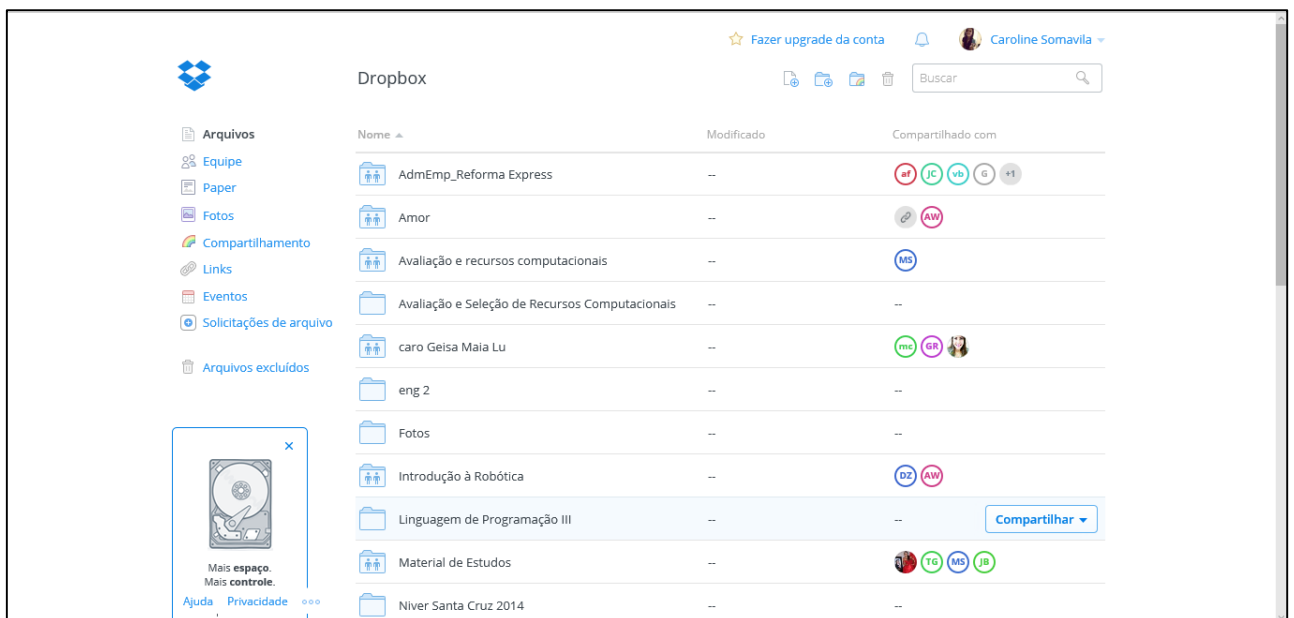 Fazer upgrade da conta Caroline Somavila
Dropbox Buscar
Arquivos
Equipe
Paper
Fotos
Compartilhamento
Links
Eventos
Solicitações de arquivo
Arquivos excluídos
Nome Modificado Compartilhado com
AdmEmp_Reforma Express -- af JC vb G +1
Amor -- AW
Avaliação e recursos computacionais -- MS
Avaliação e Seleção de Recursos Computacionais -- --
caro Geisa Maia Lu -- mc GR
eng 2 -- --
Fotos -- --
Introdução à Robótica -- DZ AW
Linguagem de Programação III -- -- Compartilhar
Material de Estudos -- TG MS JB
Niver Santa Cruz 2014 -- --
Mais espaço.
Mais controle.
Ajuda Privacidade